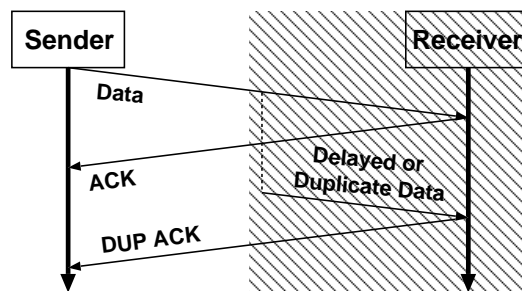 Sender
Receiver
Data
ACK
Delayed or
Duplicate Data
DUP ACK